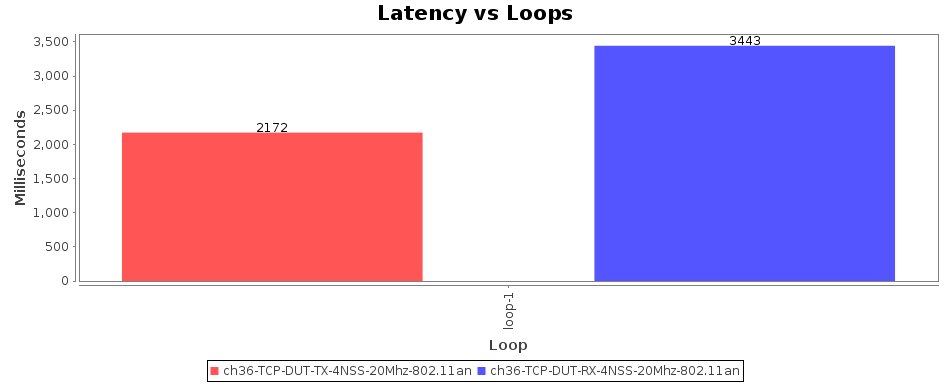 Latency vs Loops
3443
3,500
3,000
2,500
2172
2,000
1,500
1,000
500
0
Milliseconds
loop-1
Loop
ch36-TCP-DUT-TX-4NSS-20Mhz-802.11an ch36-TCP-DUT-RX-4NSS-20Mhz-802.11an